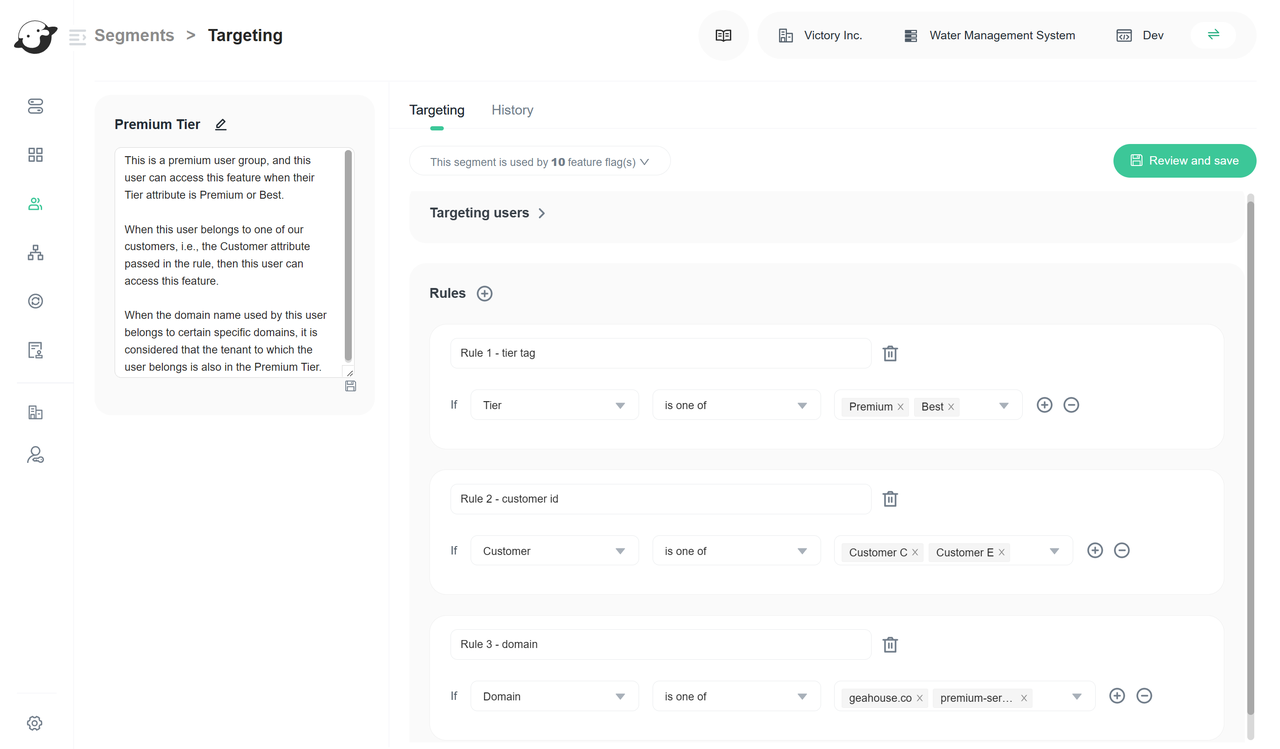 Segments > Targeting
Victory Inc.
Water Management System
Dev
Premium Tier
This is a premium user group, and this
user can access this feature when their
Tier attribute is Premium or Best.
When this user belongs to one of our
customers, i.e., the Customer attribute
passed in the rule, then this user can
access this feature.
When the domain name used by this user
belongs to certain specific domains, it is
considered that the tenant to which the
user belongs is also in the Premium Tier.
Targeting History
This segment is used by 10 feature flag(s)
Review and save
Targeting users
Rules
Rule 1 - tier tag
If Tier is one of Premium Best
Rule 2 - customer id
If Customer is one of Customer C Customer E
Rule 3 - domain
If Domain is one of geahouse.co premium-ser...